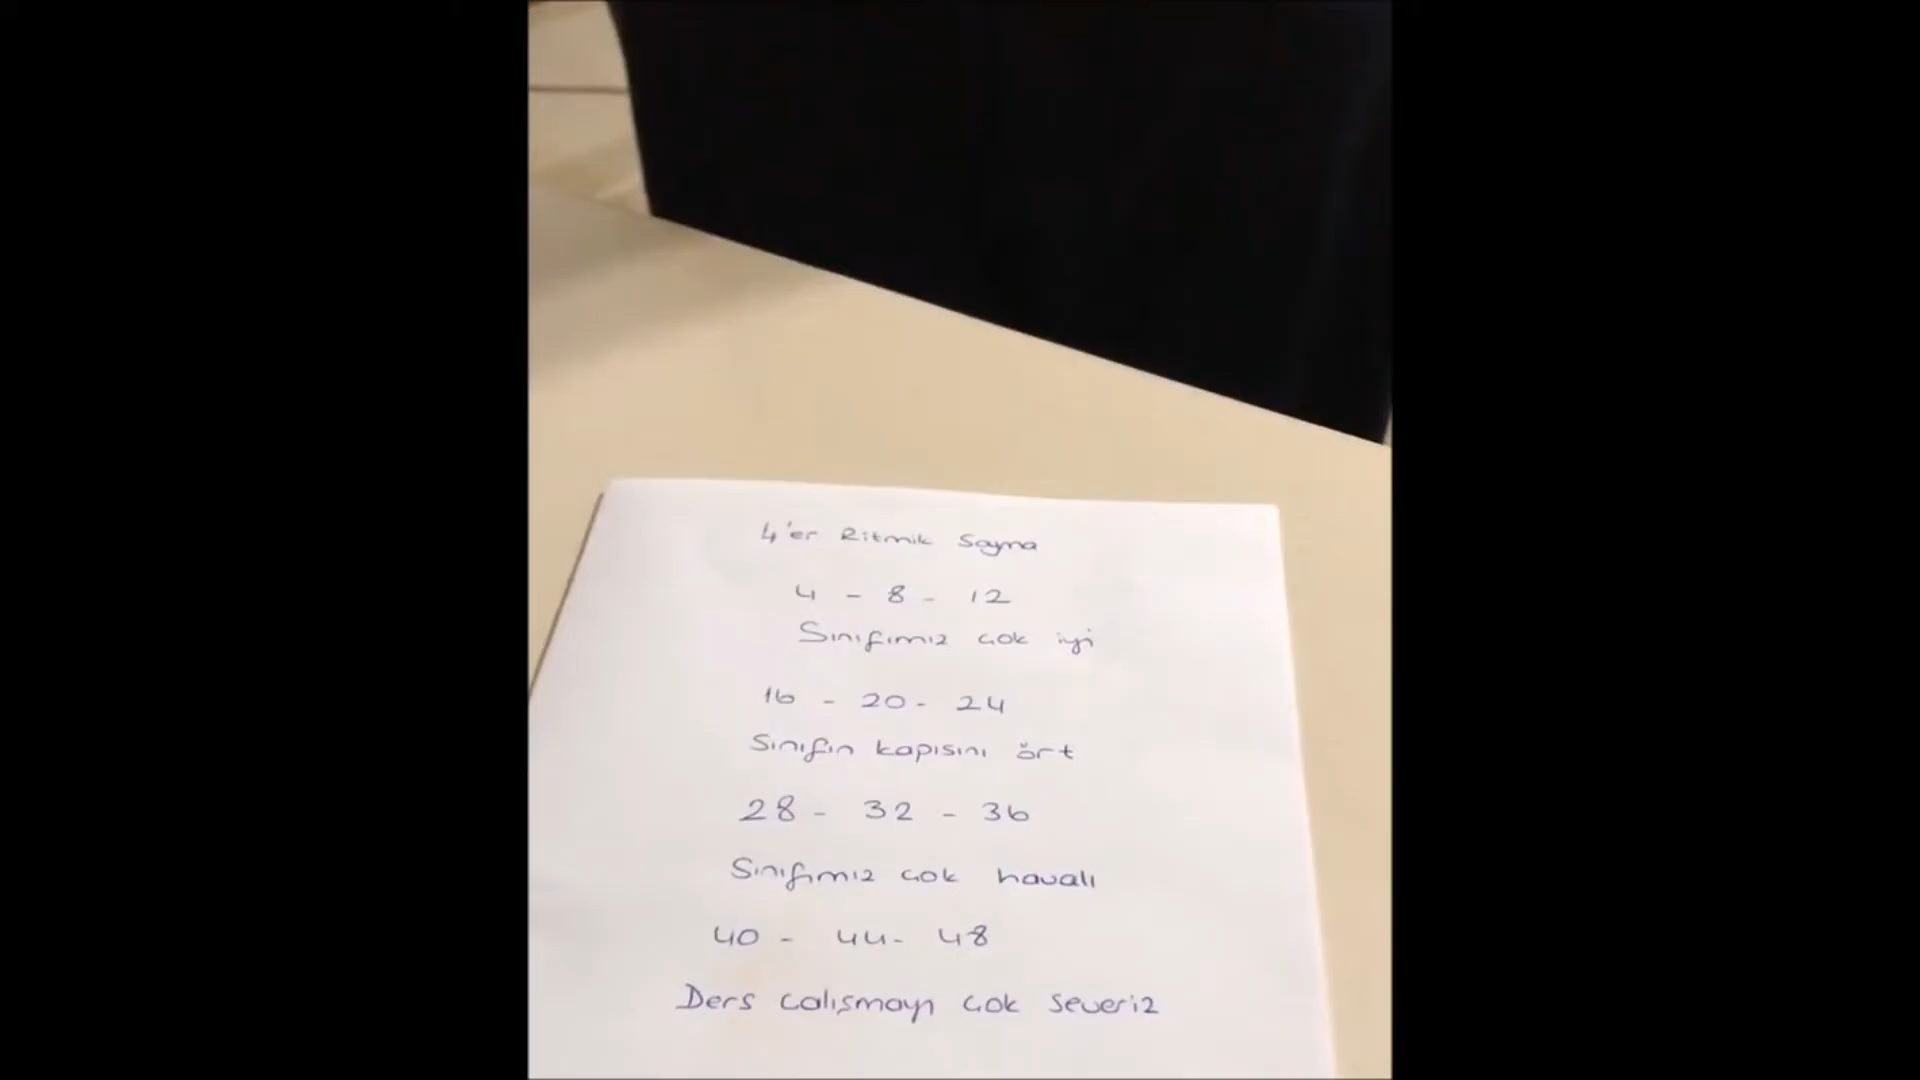 4'er Ritmik Sayma
4 - 8 - 12
Sınıfımız çok iyi
16 - 20 - 24
Sınıfın kapısını ört
28 - 32 - 36
Sınıfımız çok havalı
40 - 44 - 48
Ders çalışmayı çok severiz